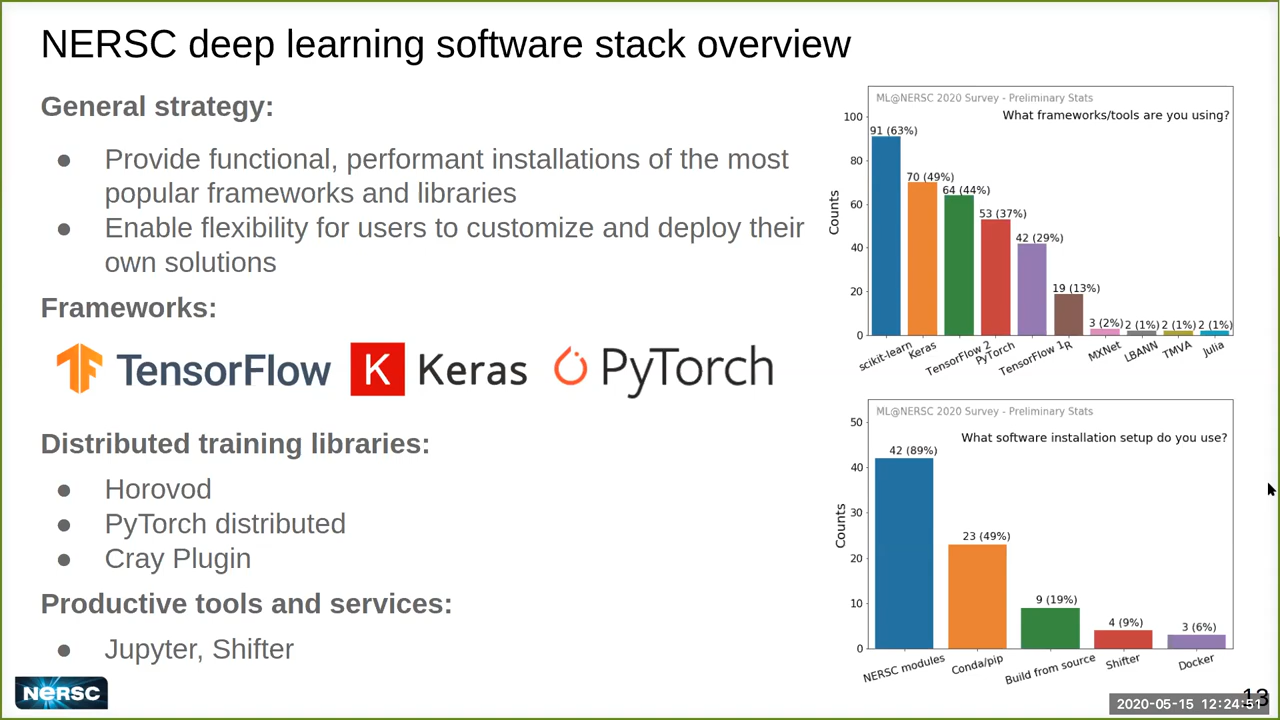 NERSC deep learning software stack overview
General strategy:
● Provide functional, performant installations of the most
popular frameworks and libraries
● Enable flexibility for users to customize and deploy their
own solutions
Frameworks:
TensorFlow K Keras PyTorch
Distributed training libraries:
● Horovod
● PyTorch distributed
● Cray Plugin
Productive tools and services:
● Jupyter, Shifter
NERSC
ML@NERSC 2020 Survey - Preliminary Stats
What frameworks/tools are you using?
Counts
100
80
60
40
20
0
91 (63%)
70 (49%)
64 (44%)
53 (37%)
42 (29%)
19 (13%)
3 (2%)
2 (1%)
2 (1%)
2 (1%)
scikit-learn
Keras
TensorFlow 2
PyTorch
TensorFlow 1
R
MXNet
LBANN
TMVA
Julia
ML@NERSC 2020 Survey - Preliminary Stats
What software installation setup do you use?
Counts
50
40
30
20
10
0
42 (89%)
23 (49%)
9 (19%)
4 (9%)
3 (6%)
NERSC modules
Conda/pip
Build from source
Shifter
Docker
13
2020-05-15 12:24:51